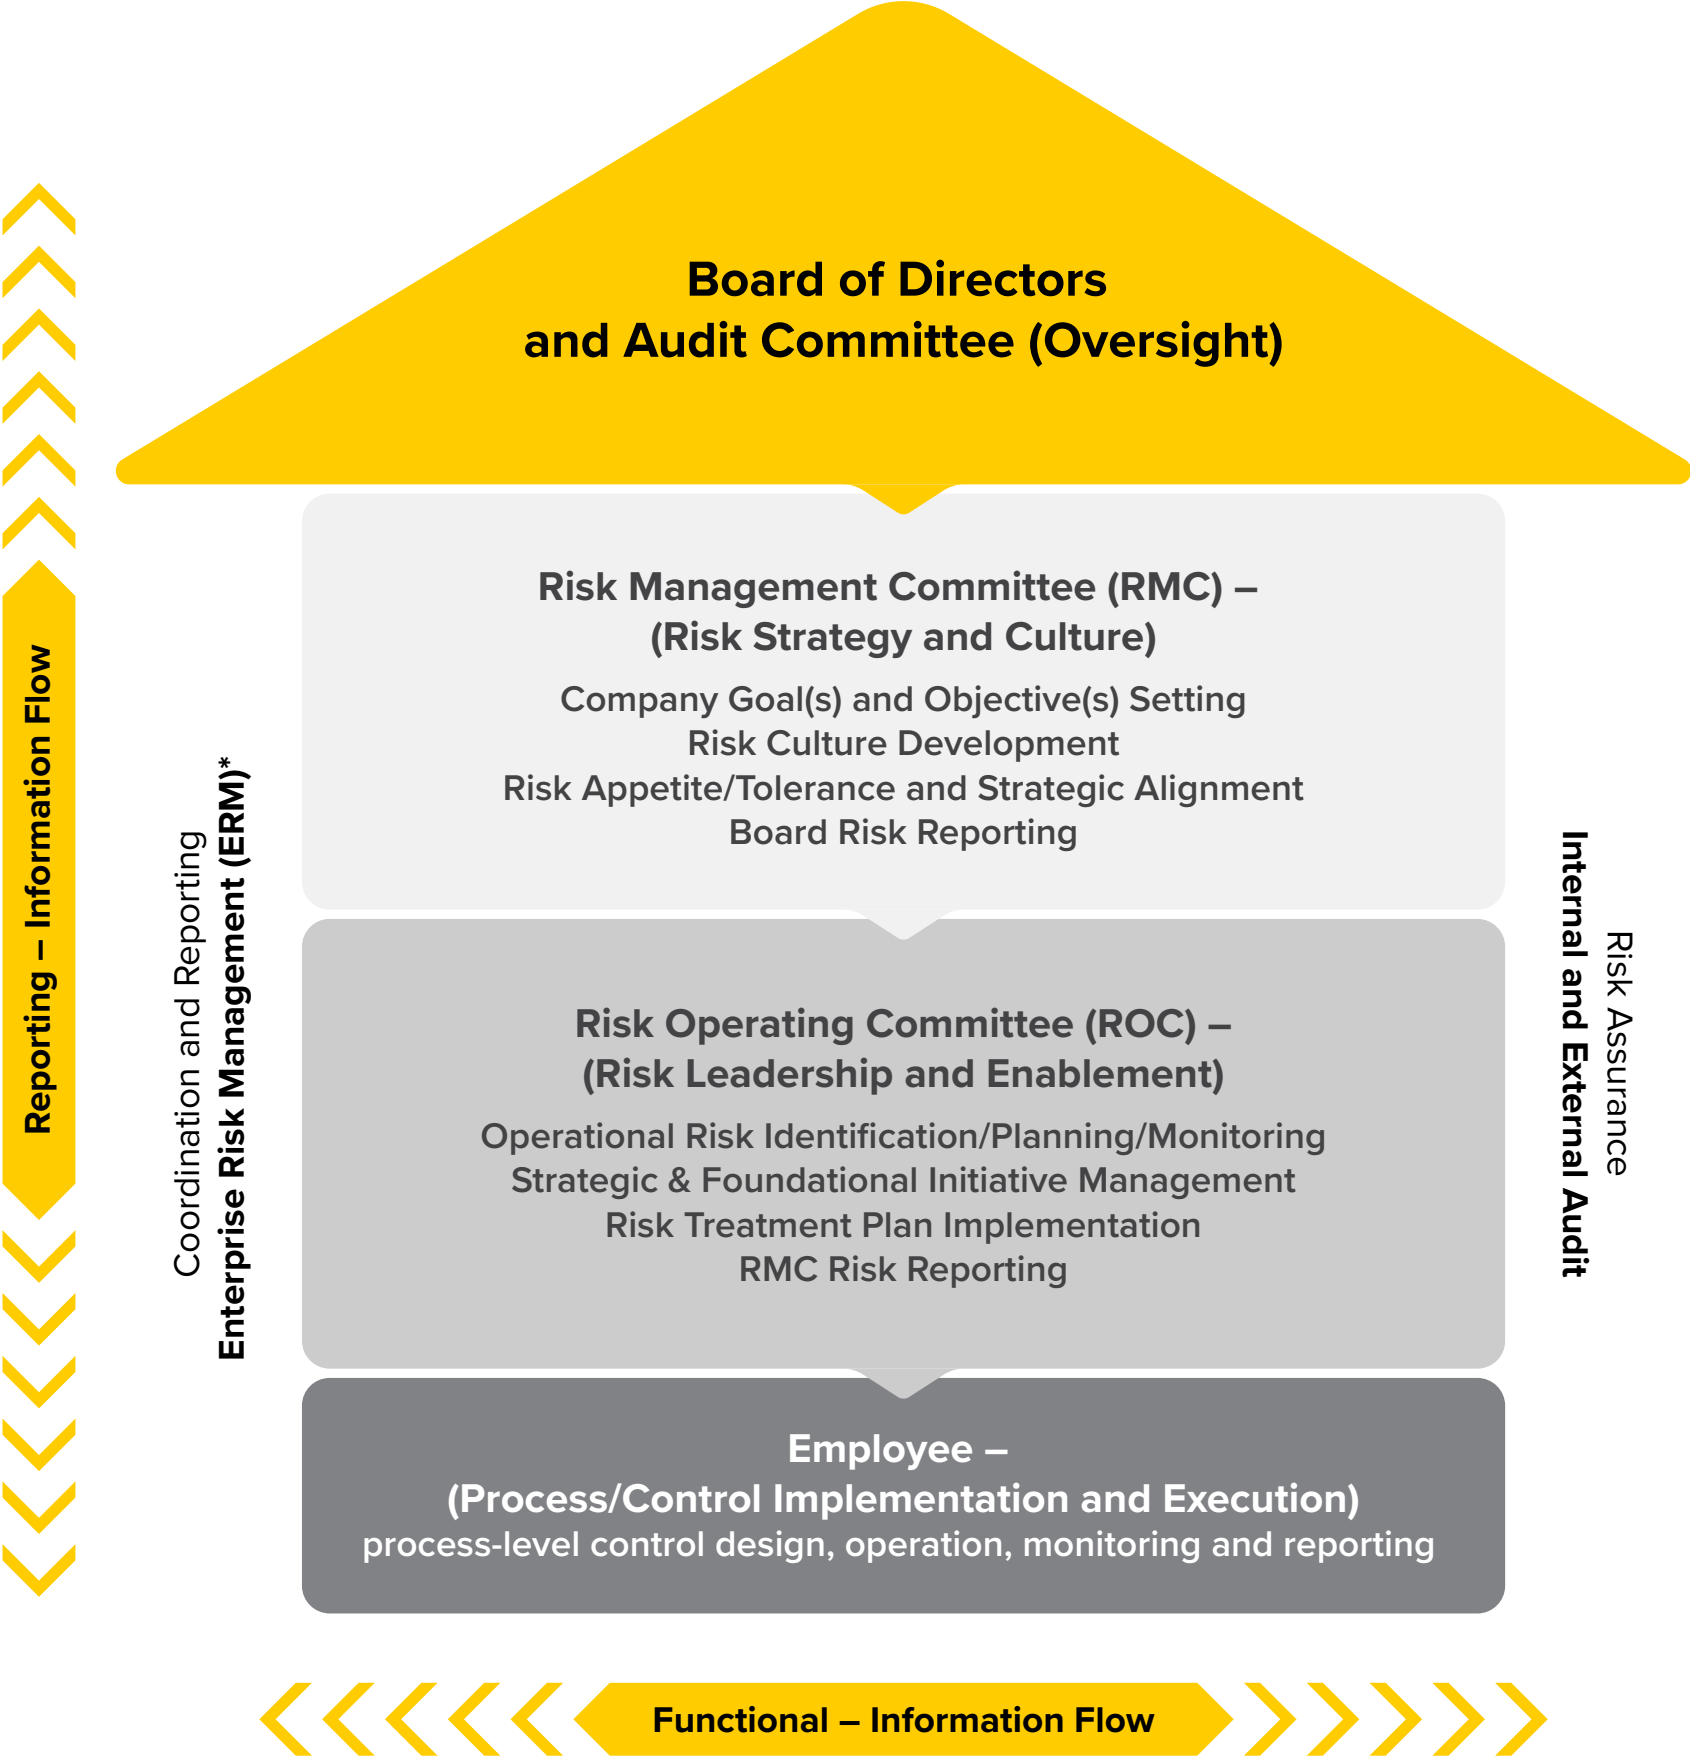 Board of Directors
and Audit Committee (Oversight)
Reporting – Information Flow
Coordination and Reporting
Enterprise Risk Management (ERM)*
Risk Management Committee (RMC) –
(Risk Strategy and Culture)
Company Goal(s) and Objective(s) Setting
Risk Culture Development
Risk Appetite/Tolerance and Strategic Alignment
Board Risk Reporting
Risk Operating Committee (ROC) –
(Risk Leadership and Enablement)
Operational Risk Identification/Planning/Monitoring
Strategic & Foundational Initiative Management
Risk Treatment Plan Implementation
RMC Risk Reporting
Employee –
(Process/Control Implementation and Execution)
process-level control design, operation, monitoring and reporting
Risk Assurance
Internal and External Audit
Functional – Information Flow